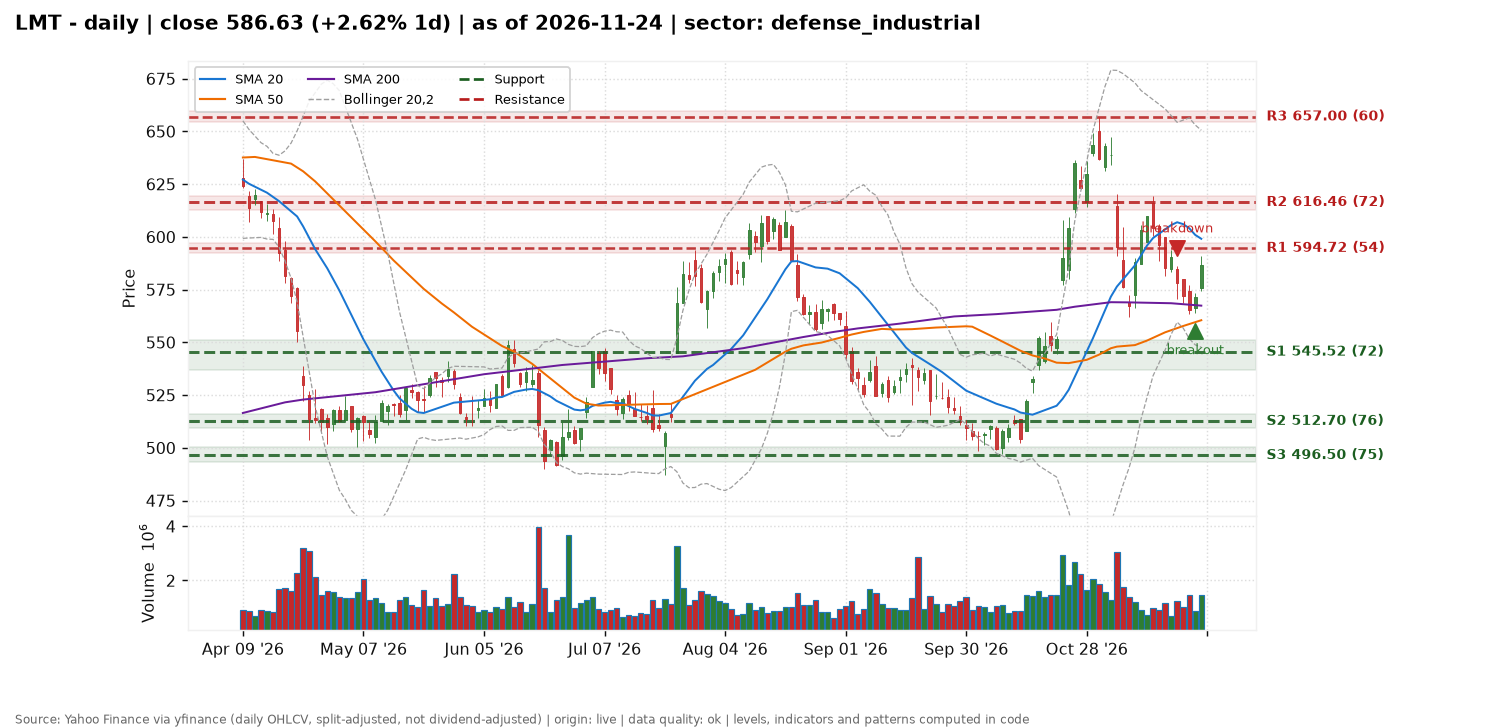 LMT - daily | close 586.63 (+2.62% 1d) | as of 2026-11-24 | sector: defense_industrial
SMA 20
SMA 50
SMA 200
Bollinger 20,2
Support
Resistance
Price
675
650
625
600
575
550
525
500
475
R3 657.00 (60)
R2 616.46 (72)
R1 594.72 (54)
S1 545.52 (72)
S2 512.70 (76)
S3 496.50 (75)
breakdown
breakout
Volume 10⁶
4
2
Apr 09 '26
May 07 '26
Jun 05 '26
Jul 07 '26
Aug 04 '26
Sep 01 '26
Sep 30 '26
Oct 28 '26
Source: Yahoo Finance via yfinance (daily OHLCV, split-adjusted, not dividend-adjusted) | origin: live | data quality: ok | levels, indicators and patterns computed in code